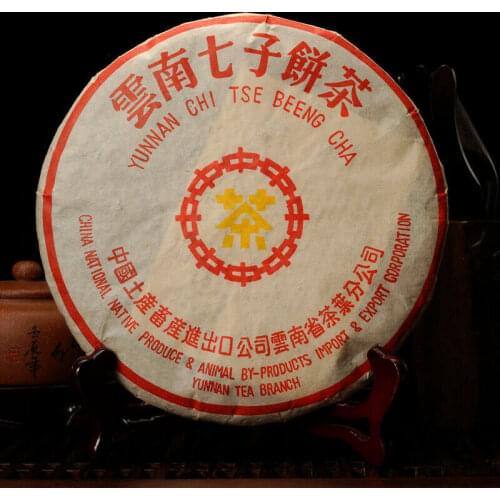 雲南七子餅茶
YUNNAN CHI TSE BEENG CHA
茶
中國土産畜産進出口公司雲南省茶葉分公司
CHINA NATIONAL NATIVE PRODUCE & ANIMAL BY-PRODUCTS IMPORT & EXPORT CORPORATION
YUNNAN TEA BRANCH